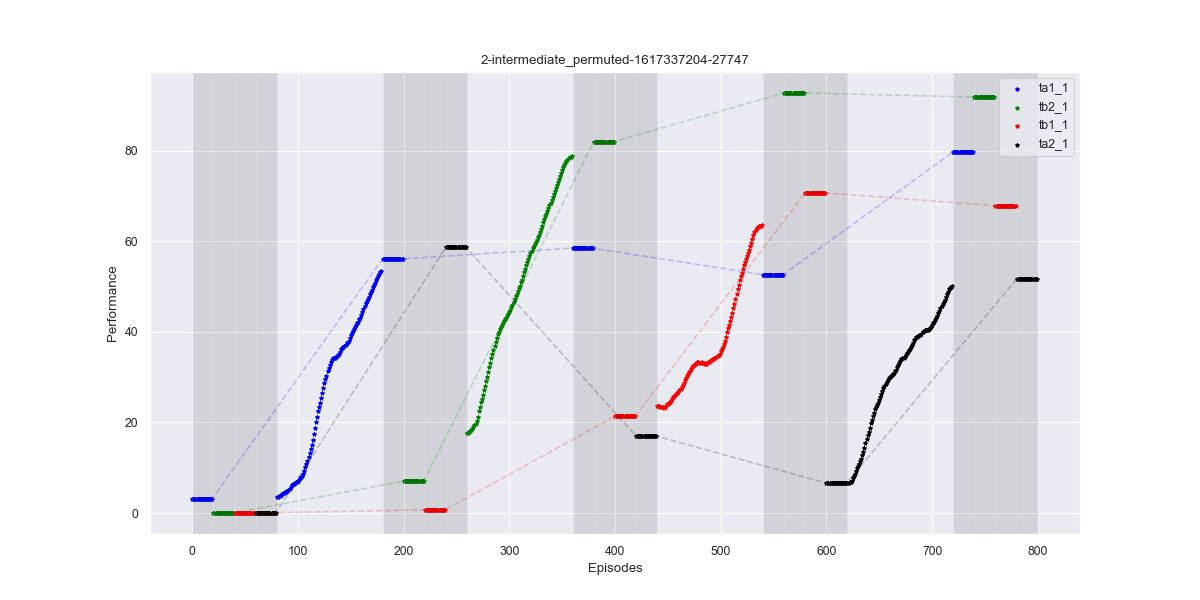 2-intermediate_permuted-1617337204-27747
ta1_1
tb2_1
tb1_1
ta2_1
Performance
80
60
40
20
0
0 100 200 300 400 500 600 700 800
Episodes